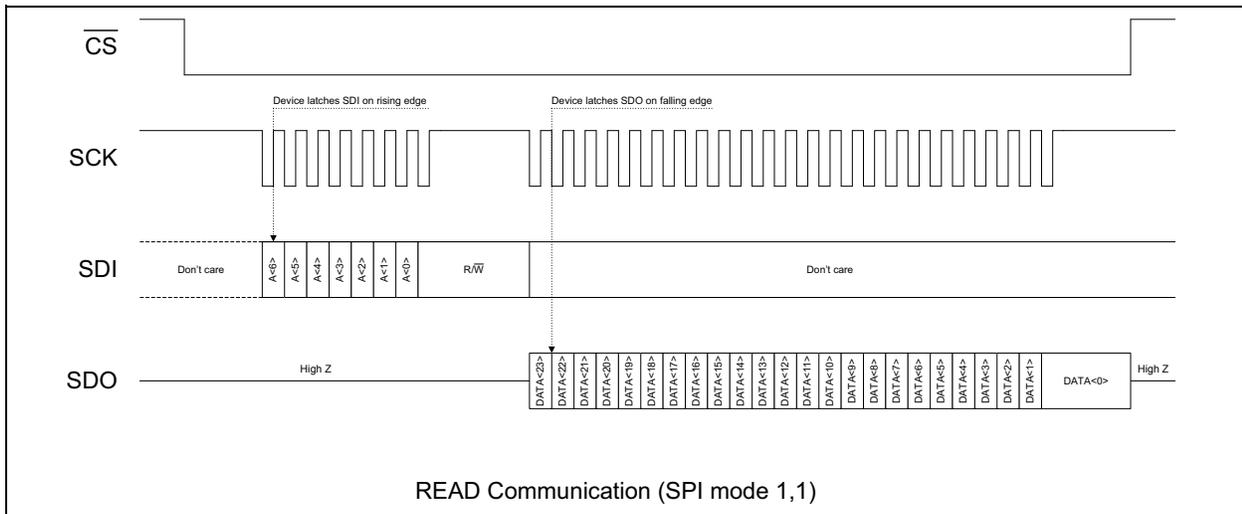 CS
Device latches SDI on rising edge
Device latches SDO on falling edge
SCK
SDI
Don't care
A<6>
A<5>
A<4>
A<3>
A<2>
A<1>
A<0>
R/W
Don't care
SDO
High Z
DATA<23>
DATA<22>
DATA<21>
DATA<20>
DATA<19>
DATA<18>
DATA<17>
DATA<16>
DATA<15>
DATA<14>
DATA<13>
DATA<12>
DATA<11>
DATA<10>
DATA<9>
DATA<8>
DATA<7>
DATA<6>
DATA<5>
DATA<4>
DATA<3>
DATA<2>
DATA<1>
DATA<0>
High Z
READ Communication (SPI mode 1,1)